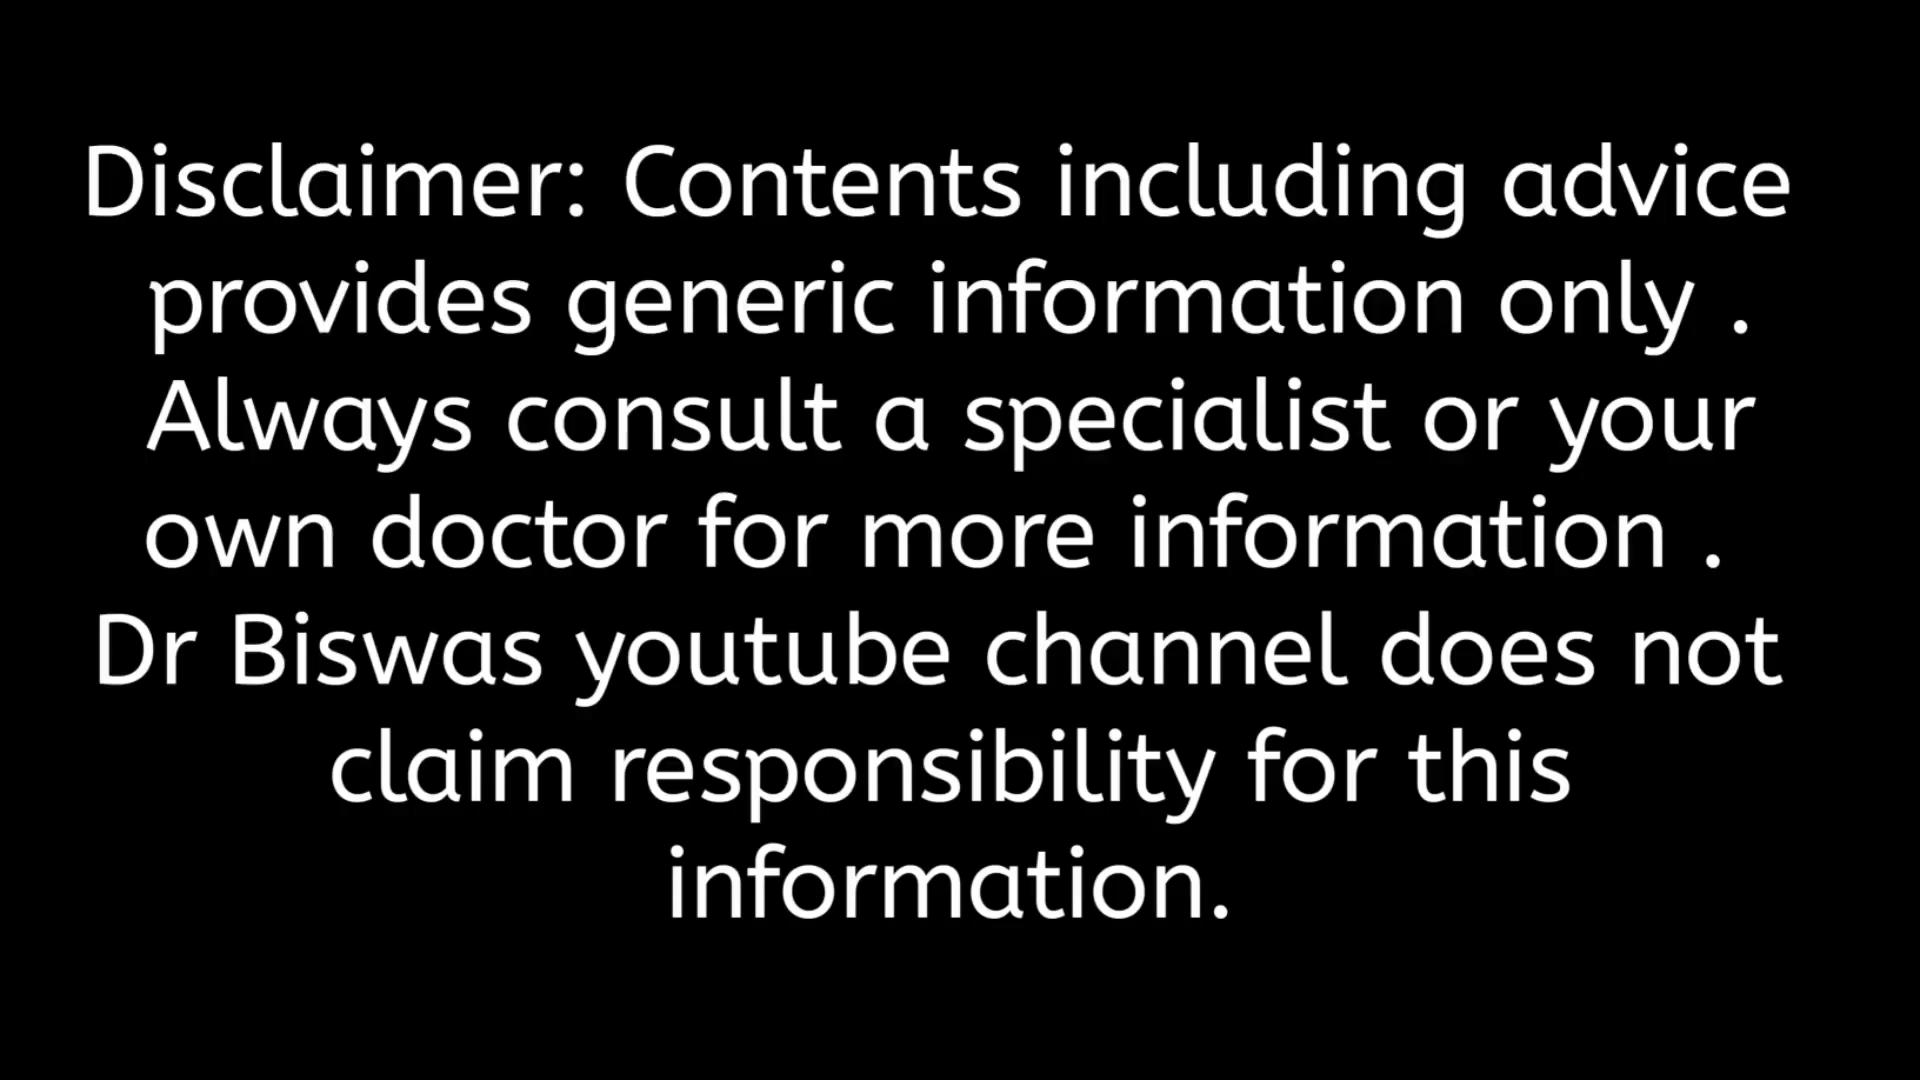 Disclaimer: Contents including advice
provides generic information only .
Always consult a specialist or your
own doctor for more information .
Dr Biswas youtube channel does not
claim responsibility for this
information.